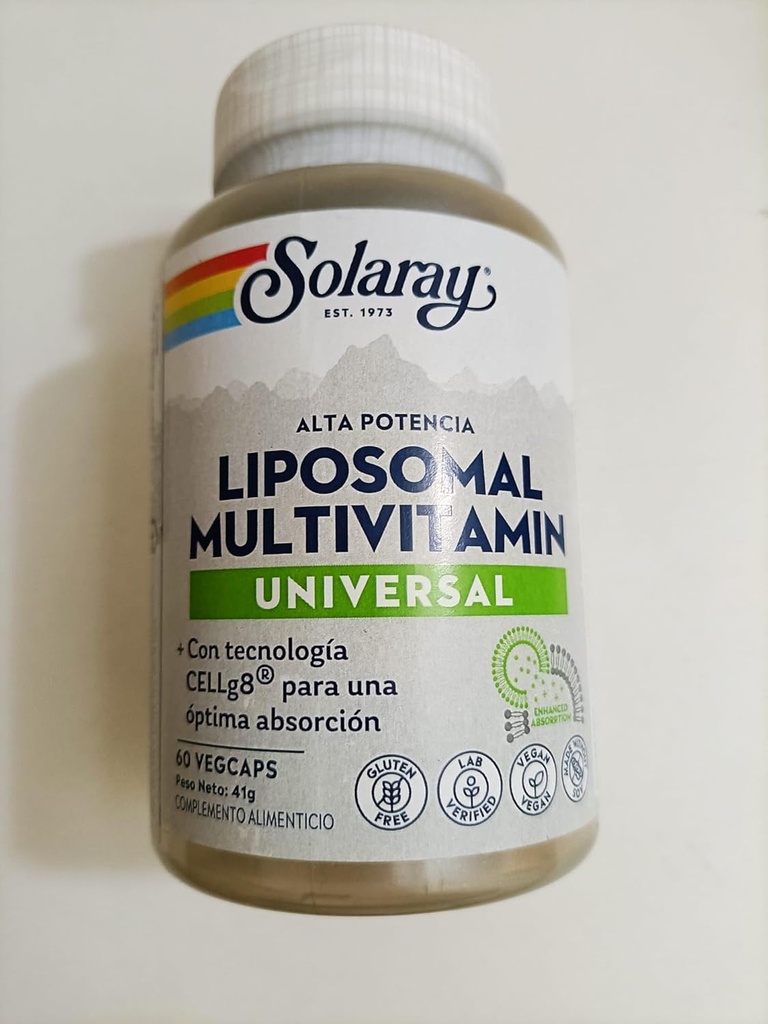 Solaray®
EST. 1973
ALTA POTENCIA
LIPOSOMAL
MULTIVITAMIN
UNIVERSAL
+ Con tecnología
CELLg8® para una
óptima absorción
ENHANCED
ABSORPTION
60 VEGCAPS
Peso Neto: 41g
COMPLEMENTO ALIMENTICIO
GLUTEN
FREE
LAB
VERIFIED
VEGAN
VEGAN
MADE